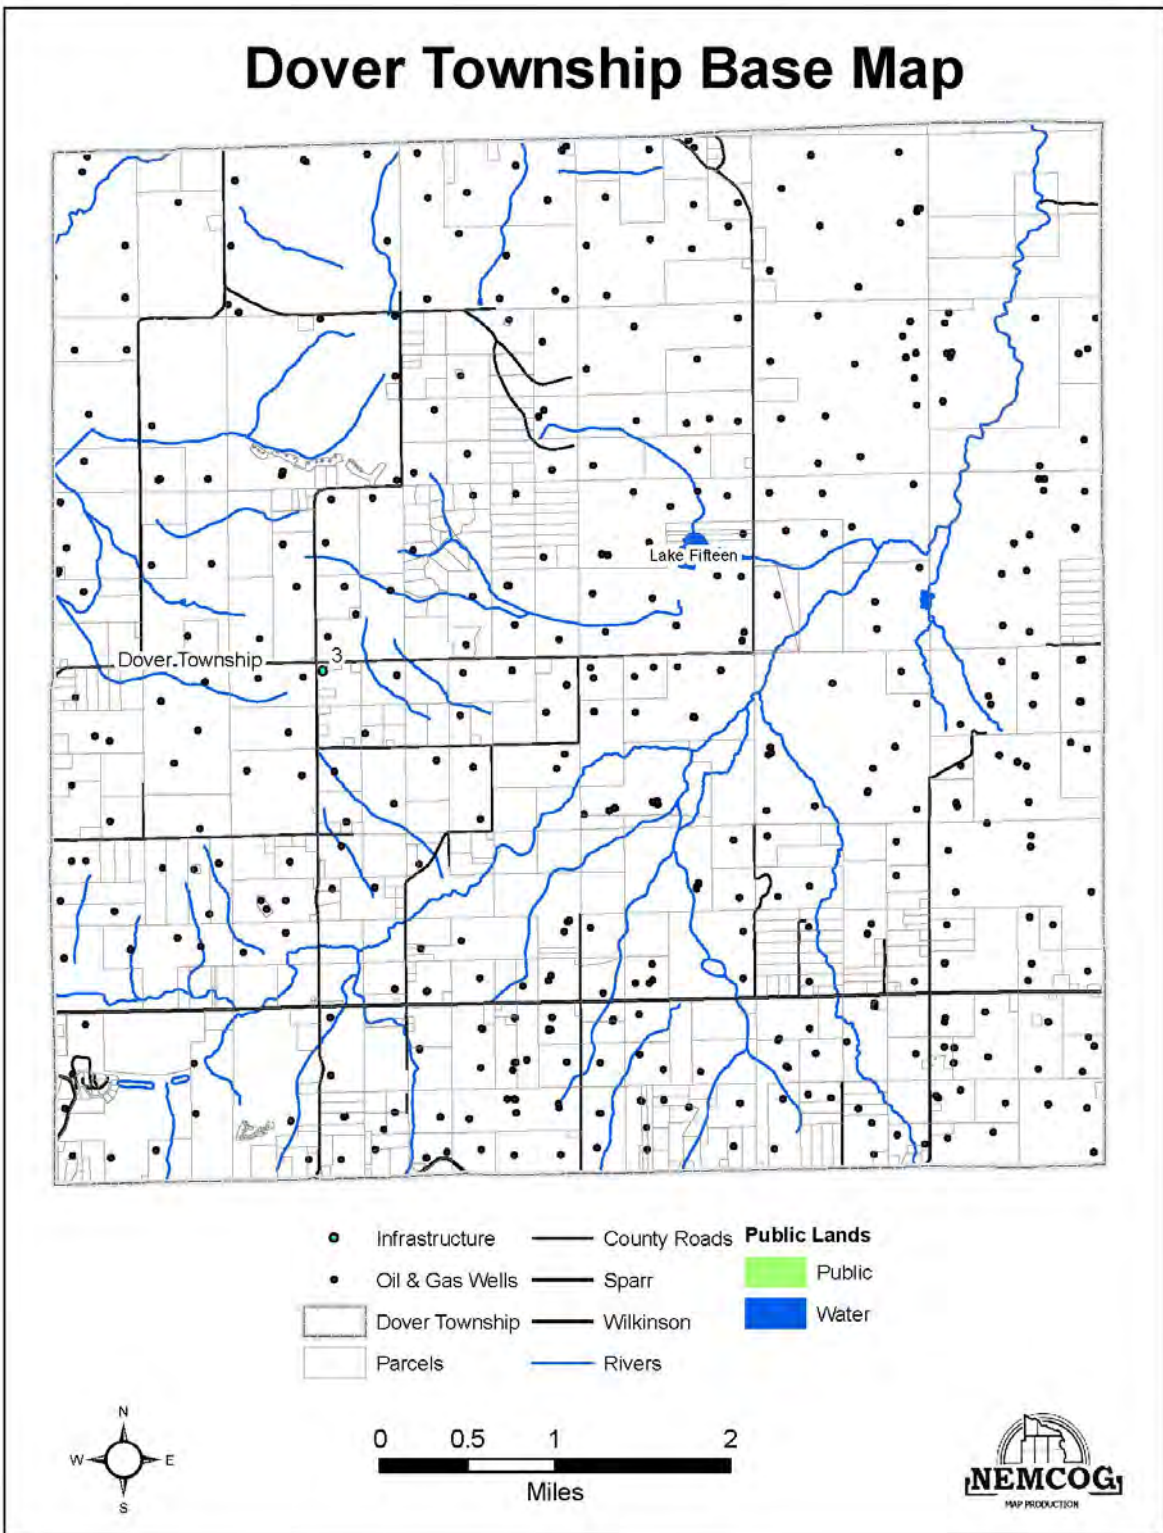 Dover Township Base Map
Lake Fifteen
Dover Township
3
Infrastructure
County Roads
Public Lands
Oil & Gas Wells
Sparr
Public
Dover Township
Wilkinson
Water
Parcels
Rivers
N
W
E
S
0 0.5 1 2
Miles
NEMCOG
MAP PRODUCTION